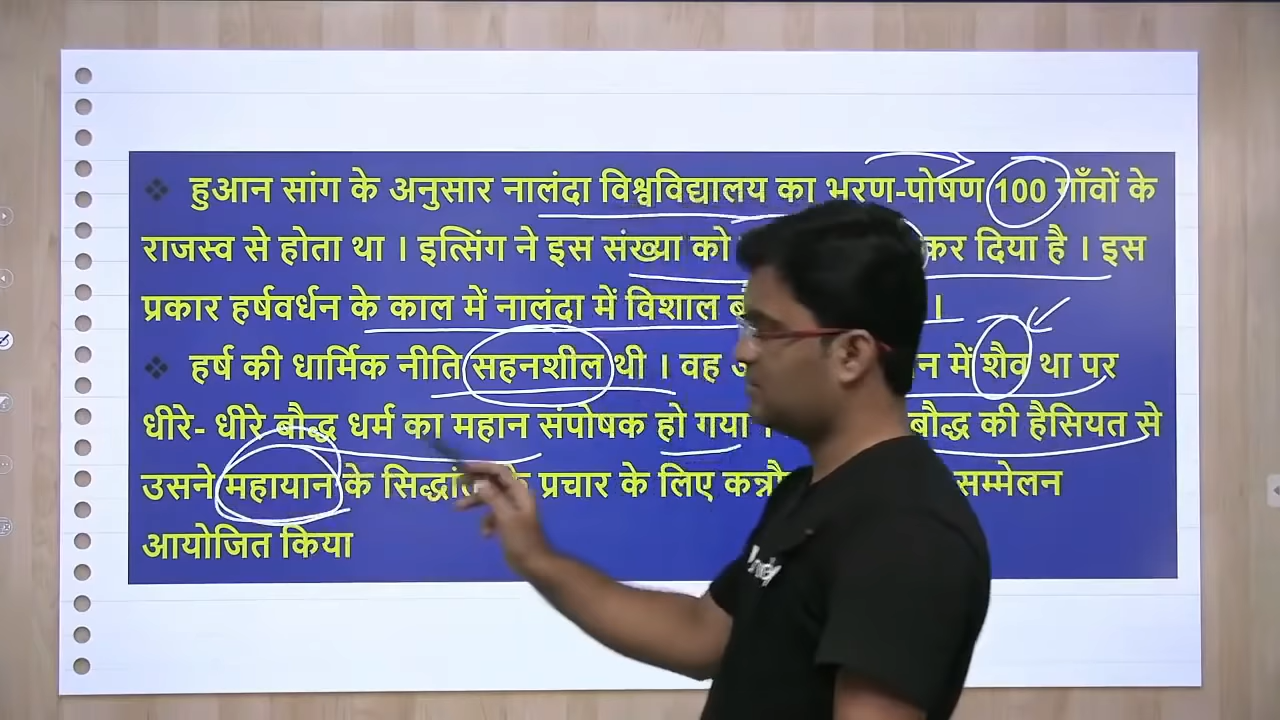 ❖ हुआन सांग के अनुसार नालंदा विश्वविद्यालय का भरण-पोषण 100 गाँवों के
राजस्व से होता था । इत्सिंग ने इस संख्या को कर दिया है । इस
प्रकार हर्षवर्धन के काल में नालंदा में विशाल ।
❖ हर्ष की धार्मिक नीति सहनशील थी । वह में शैव था पर
धीरे- धीरे बौद्ध धर्म का महान संपोषक हो गया । बौद्ध की हैसियत से
उसने महायान के सिद्धांत के प्रचार के लिए सम्मेलन
आयोजित किया